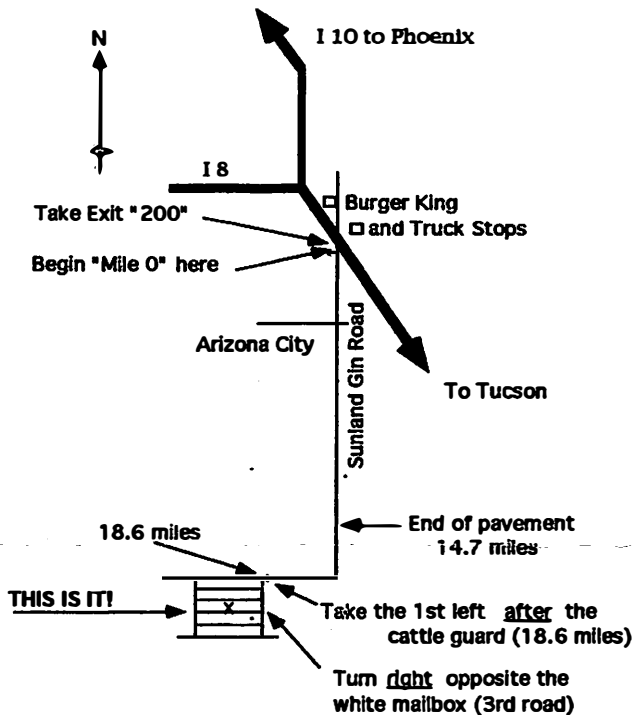 N
I 10 to Phoenix
I 8
Burger King
and Truck Stops
Take Exit "200"
Begin "Mile 0" here
Arizona City
Sunland Gin Road
To Tucson
End of pavement
14.7 miles
18.6 miles
THIS IS IT!
X
Take the 1st left after the
cattle guard (18.6 miles)
Turn right opposite the
white mailbox (3rd road)